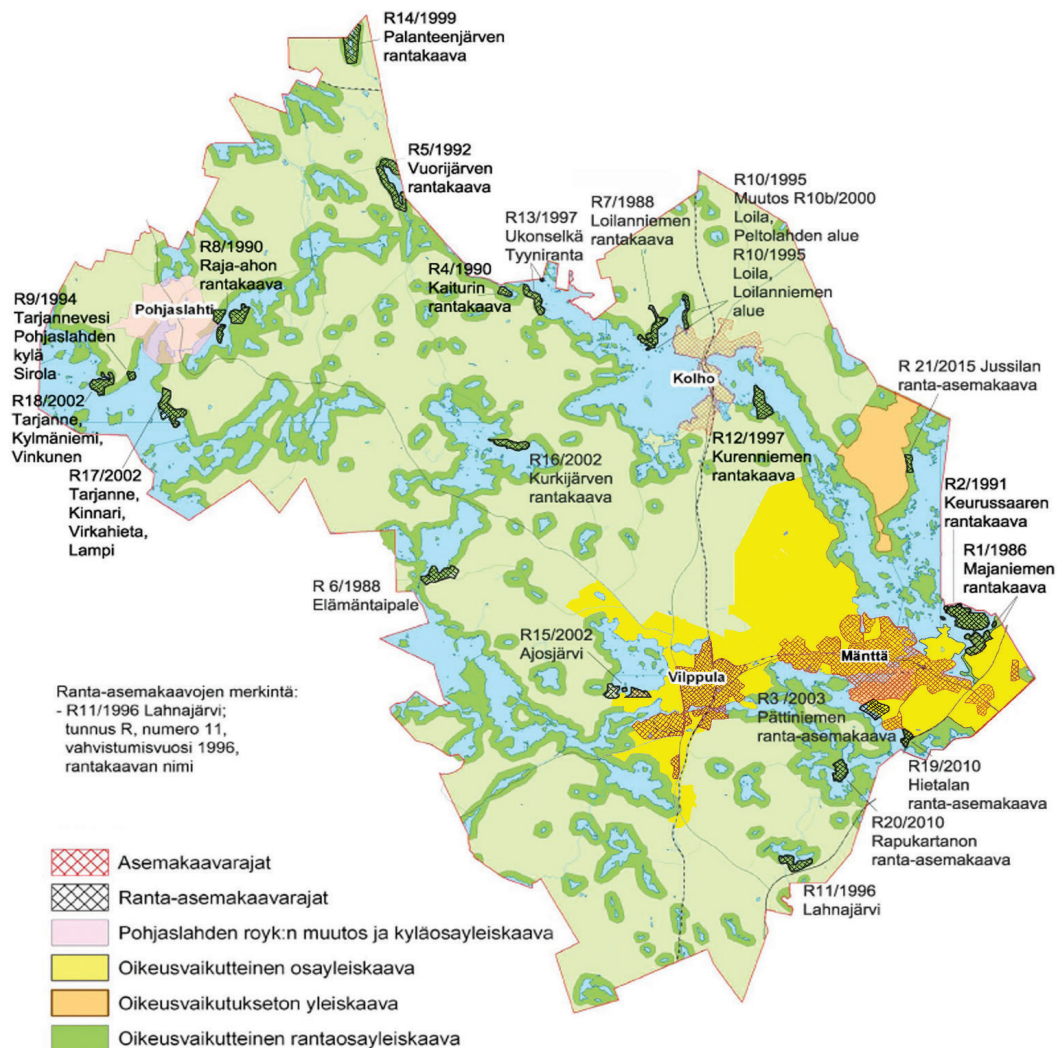 R14/1999
Palanteenjärven
rantakaava
R5/1992
Vuorijärven
rantakaava
R13/1997
Ukonselkä
Tyyniranta
R7/1988
Loilanniemen
rantakaava
R10/1995
Muutos R10b/2000
Loila,
Peltolahden alue
R10/1995
Loila,
Loilanniemen
alue
R8/1990
Raja-ahon
rantakaava
R4/1990
Kaiturin
rantakaava
R9/1994
Tarjannevesi
Pohjaslahden
kylä
Sirola
Pohjaslahti
Kolho
R 21/2015 Jussilan
ranta-asemakaava
R18/2002
Tarjanne,
Kylmäniemi,
Vinkunen
R17/2002
Tarjanne,
Kinnari,
Virkahieta,
Lampi
R16/2002
Kurkijärven
rantakaava
R12/1997
Kurenniemen
rantakaava
R2/1991
Keurussaaren
rantakaava
R1/1986
Majaniemen
rantakaava
R 6/1988
Elämäntaipale
R15/2002
Ajosjärvi
Vilppula
Mänttä
R3 /2003
Pättiniemen
ranta-asemakaava
R19/2010
Hietalan
ranta-asemakaava
R20/2010
Rapukartanon
ranta-asemakaava
R11/1996
Lahnajärvi
Ranta-asemakaavojen merkintä:
- R11/1996 Lahnajärvi;
tunnus R, numero 11,
vahvistumisvuosi 1996,
rantakaavan nimi
Asemakaavarajat
Ranta-asemakaavarajat
Pohjaslahden royk:n muutos ja kyläosayleiskaava
Oikeusvaikutteinen osayleiskaava
Oikeusvaikutukseton yleiskaava
Oikeusvaikutteinen rantaosayleiskaava